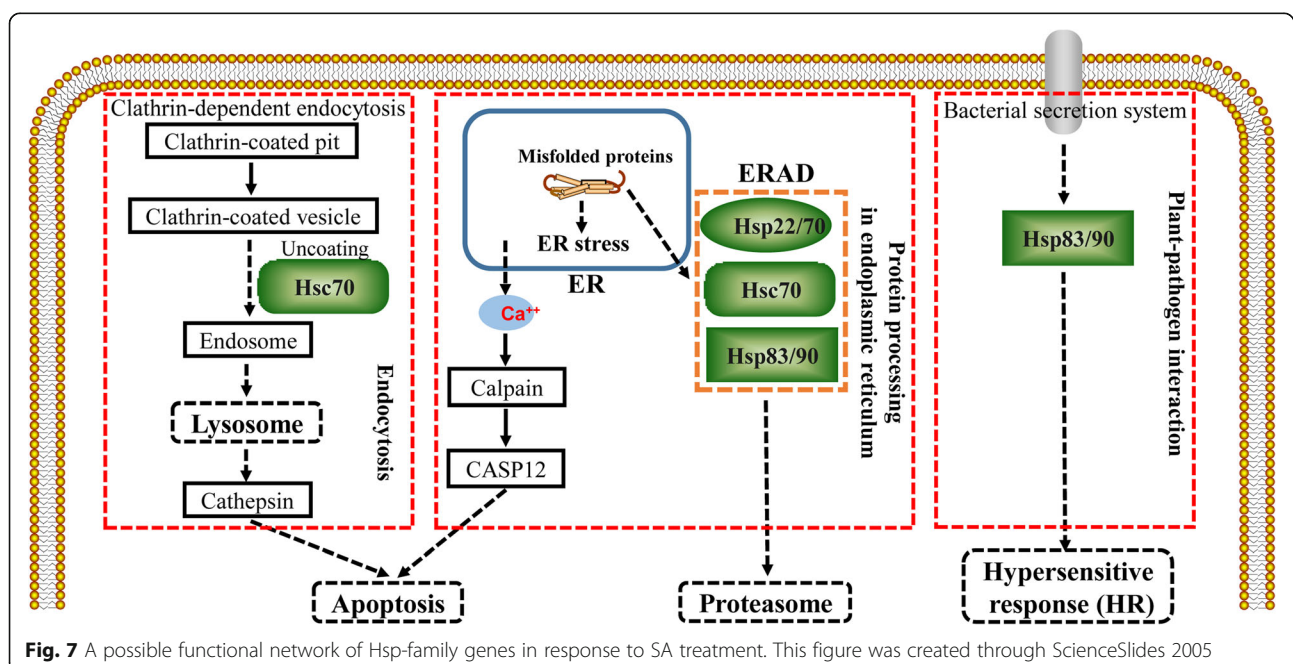 Clathrin-dependent endocytosis
Clathrin-coated pit
Clathrin-coated vesicle
Uncoating
Hsc70
Endosome
Lysosome
Cathepsin
Endocytosis
Misfolded proteins
ER stress
ER
Ca++
Calpain
CASP12
ERAD
Hsp22/70
Hsc70
Hsp83/90
Protein processing
in endoplasmic reticulum
Bacterial secretion system
Hsp83/90
Plant-pathogen interaction
Apoptosis
Proteasome
Hypersensitive
response (HR)
Fig. 7 A possible functional network of Hsp-family genes in response to SA treatment. This figure was created through ScienceSlides 2005